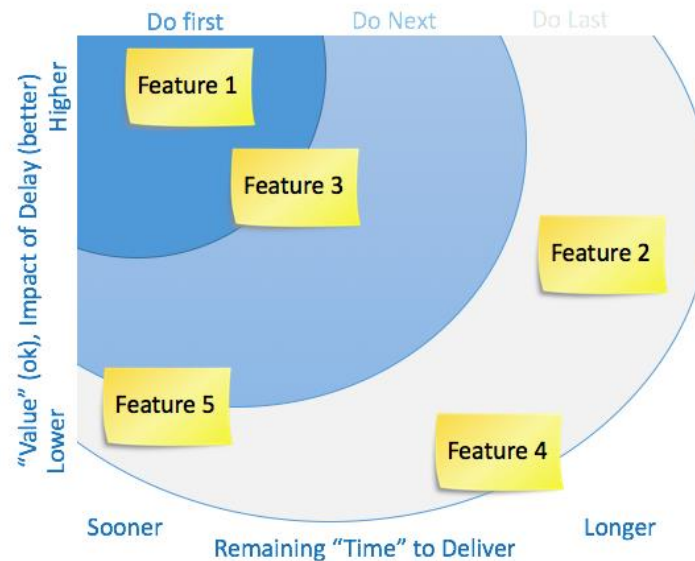 Do first
Do Next
Do Last
Feature 1
Feature 3
Feature 2
Feature 5
Feature 4
“Value” (ok), Impact of Delay (better)
Higher
Lower
Sooner
Longer
Remaining “Time” to Deliver